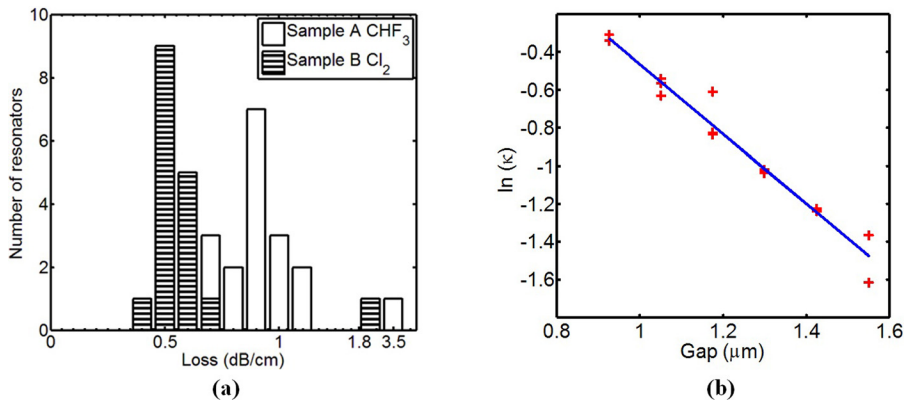 10
8
6
4
2
0
Number of resonators
Sample A CHF3
Sample B Cl2
0 0.5 1 1.8 3.5
Loss (dB/cm)
(a)
-0.4
-0.6
-0.8
-1
-1.2
-1.4
-1.6
ln (κ)
0.8 1 1.2 1.4 1.6
Gap (μm)
(b)